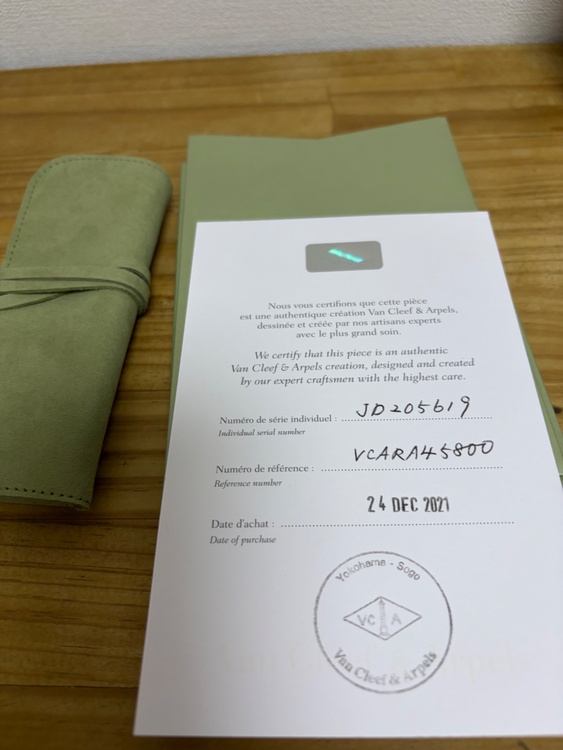 Nous vous certifions que cette pièce
est une authentique création Van Cleef & Arpels,
dessinée et créée par nos artisans experts
avec le plus grand soin.
We certify that this piece is an authentic
Van Cleef & Arpels creation, designed and created
by our expert craftsmen with the highest care.
Numéro de série individuel : JD205619
Individual serial number
Numéro de référence : VCARA45800
Reference number
24 DEC 2021
Date d'achat :
Date of purchase
Yokohama - Sogo
VC A
Van Cleef & Arpels